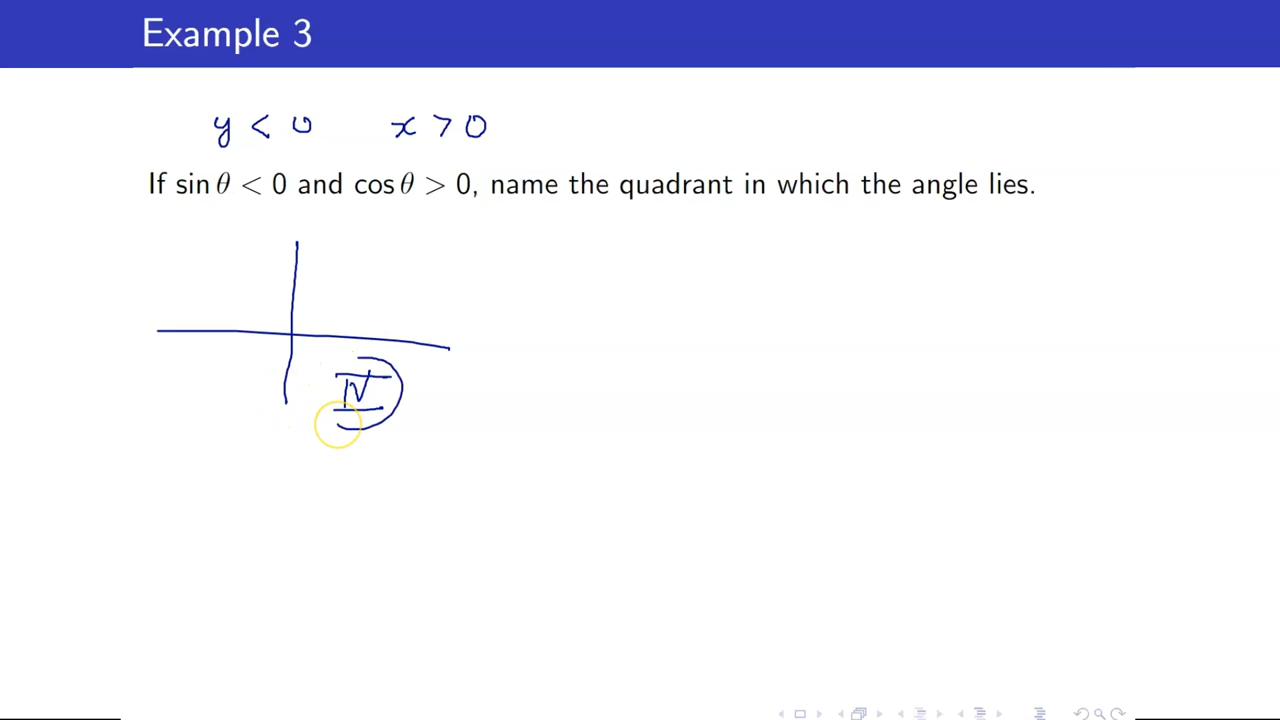 Example 3
y < 0 x > 0
If sin θ < 0 and cos θ > 0, name the quadrant in which the angle lies.
IV